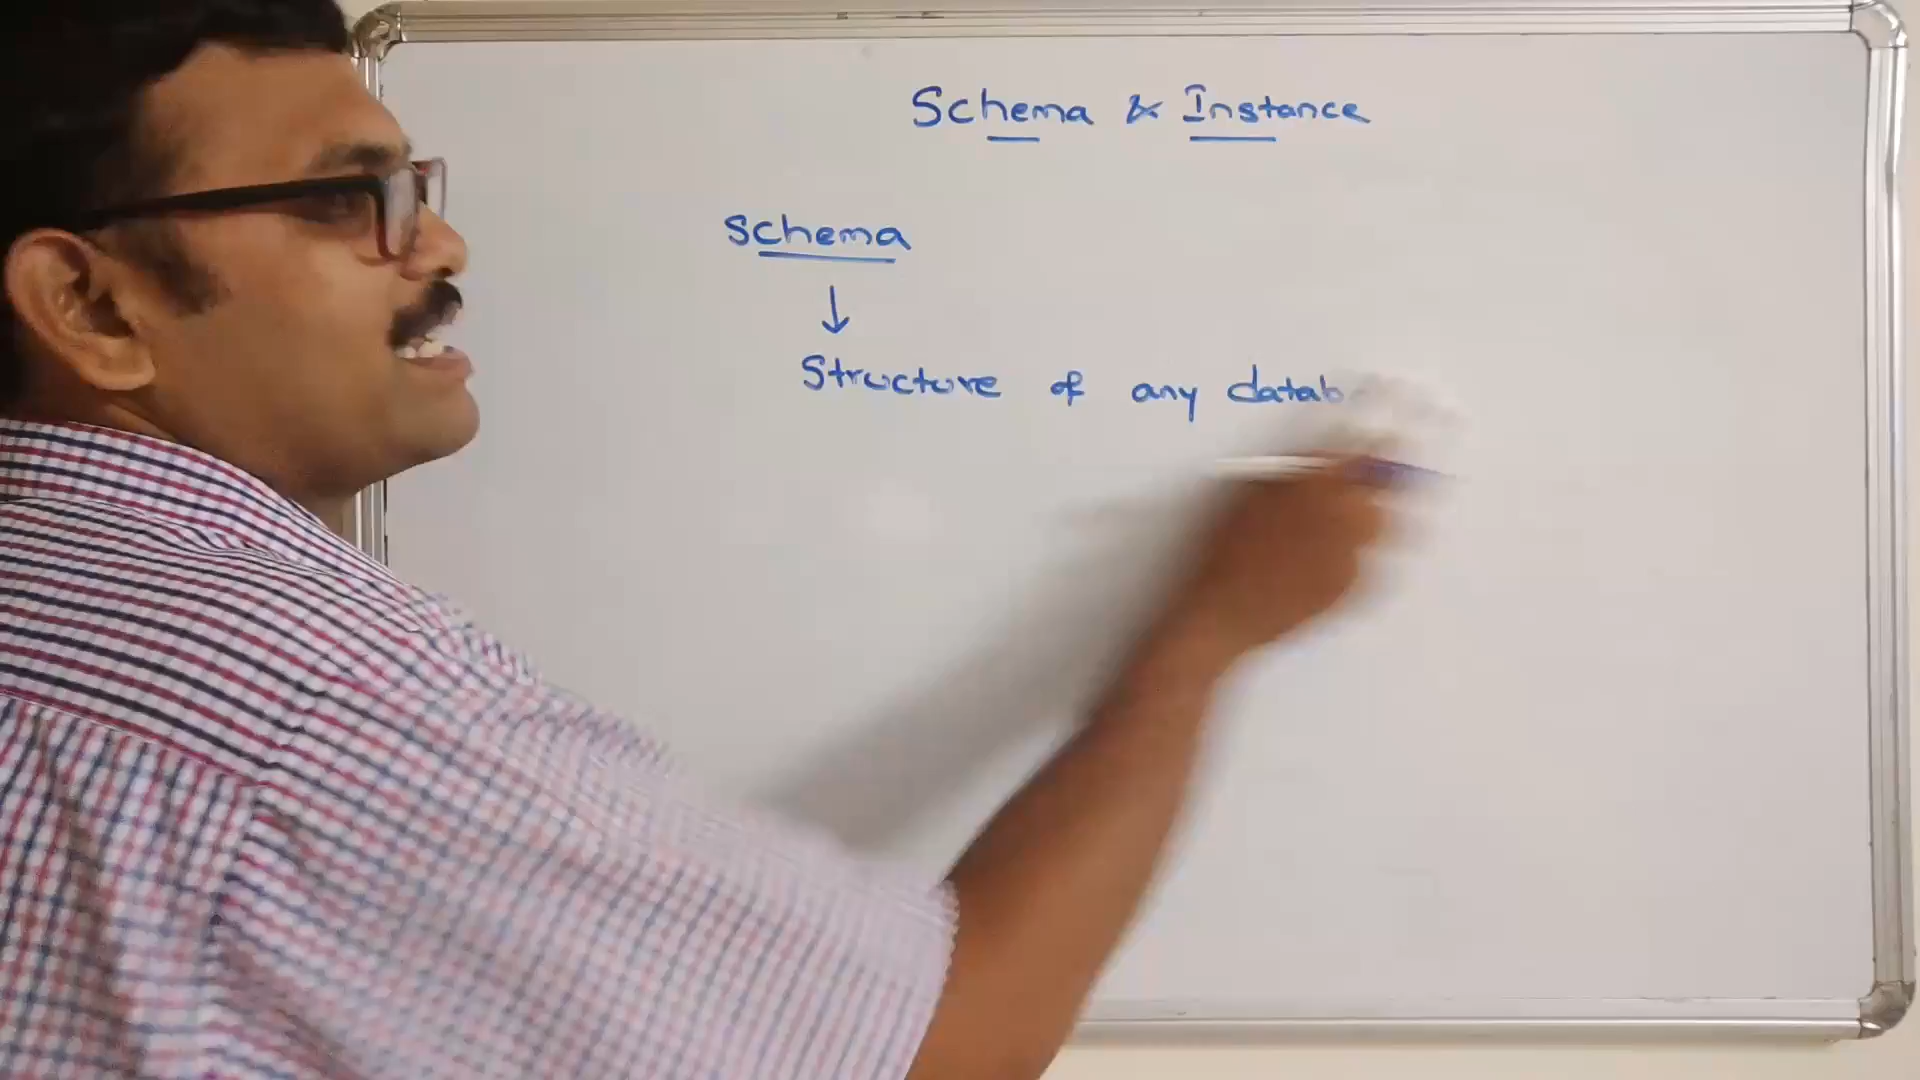 Schema & Instance
Schema
Structure of any datab